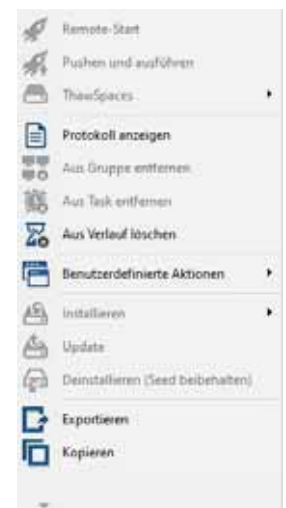 Remote-Start
Pushen und ausführen
ThawSpaces
Protokoll anzeigen
Aus Gruppe entfernen
Aus Task entfernen
Aus Verlauf löschen
Benutzerdefinierte Aktionen
Installieren
Update
Deinstallieren (Seed beibehalten)
Exportieren
Kopieren